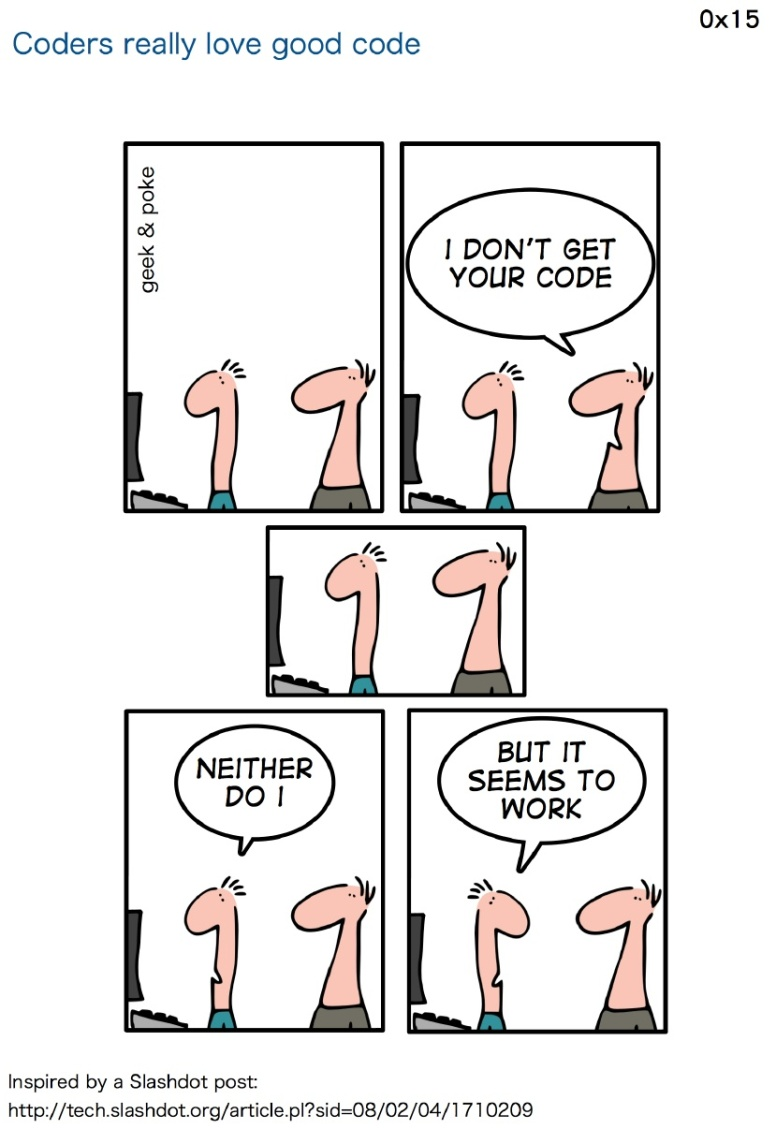 0x15
Coders really love good code
geek & poke
I DON'T GET
YOUR CODE
NEITHER
DO I
BUT IT
SEEMS TO
WORK
Inspired by a Slashdot post:
http://tech.slashdot.org/article.pl?sid=08/02/04/1710209